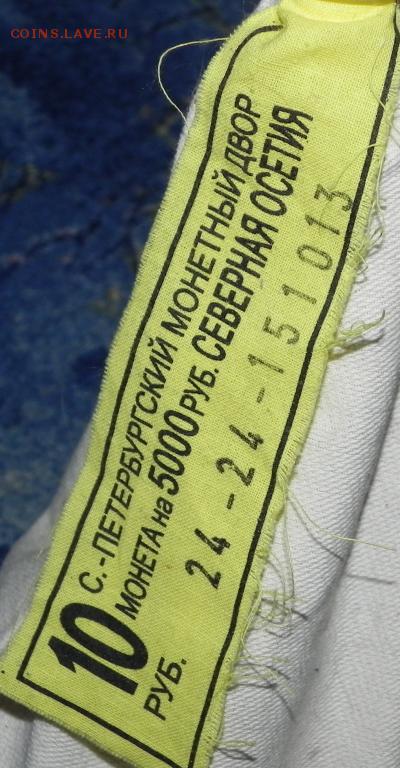 COINS.LAVE.RU
10
РУБ.
С.-ПЕТЕРБУРГСКИЙ МОНЕТНЫЙ ДВОР
МОНЕТА на 5000 РУБ. СЕВЕРНАЯ ОСЕТИЯ
24-24-151013